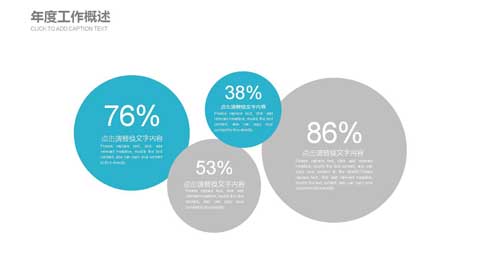 年度工作概述
CLICK TO ADD CAPTION TEXT
76%
点击请替换文字内容
Please replace text, click add
relevant headline, modify the text
content, also can copy your content
to this directly.
38%
点击请替换文字内容
Please replace text, click add
relevant headline, modify the text
content, also can copy your
content to this directly.
53%
点击请替换文字内容
Please replace text, click add
relevant headline, modify the text
content, also can copy your
content to this directly.
86%
点击请替换文字内容
Please replace text, click add relevant
headline, modify the text content, also can
copy your content to this directly.Please
replace text, click add relevant headline,
modify the text content, also can copy your
content to this directly.